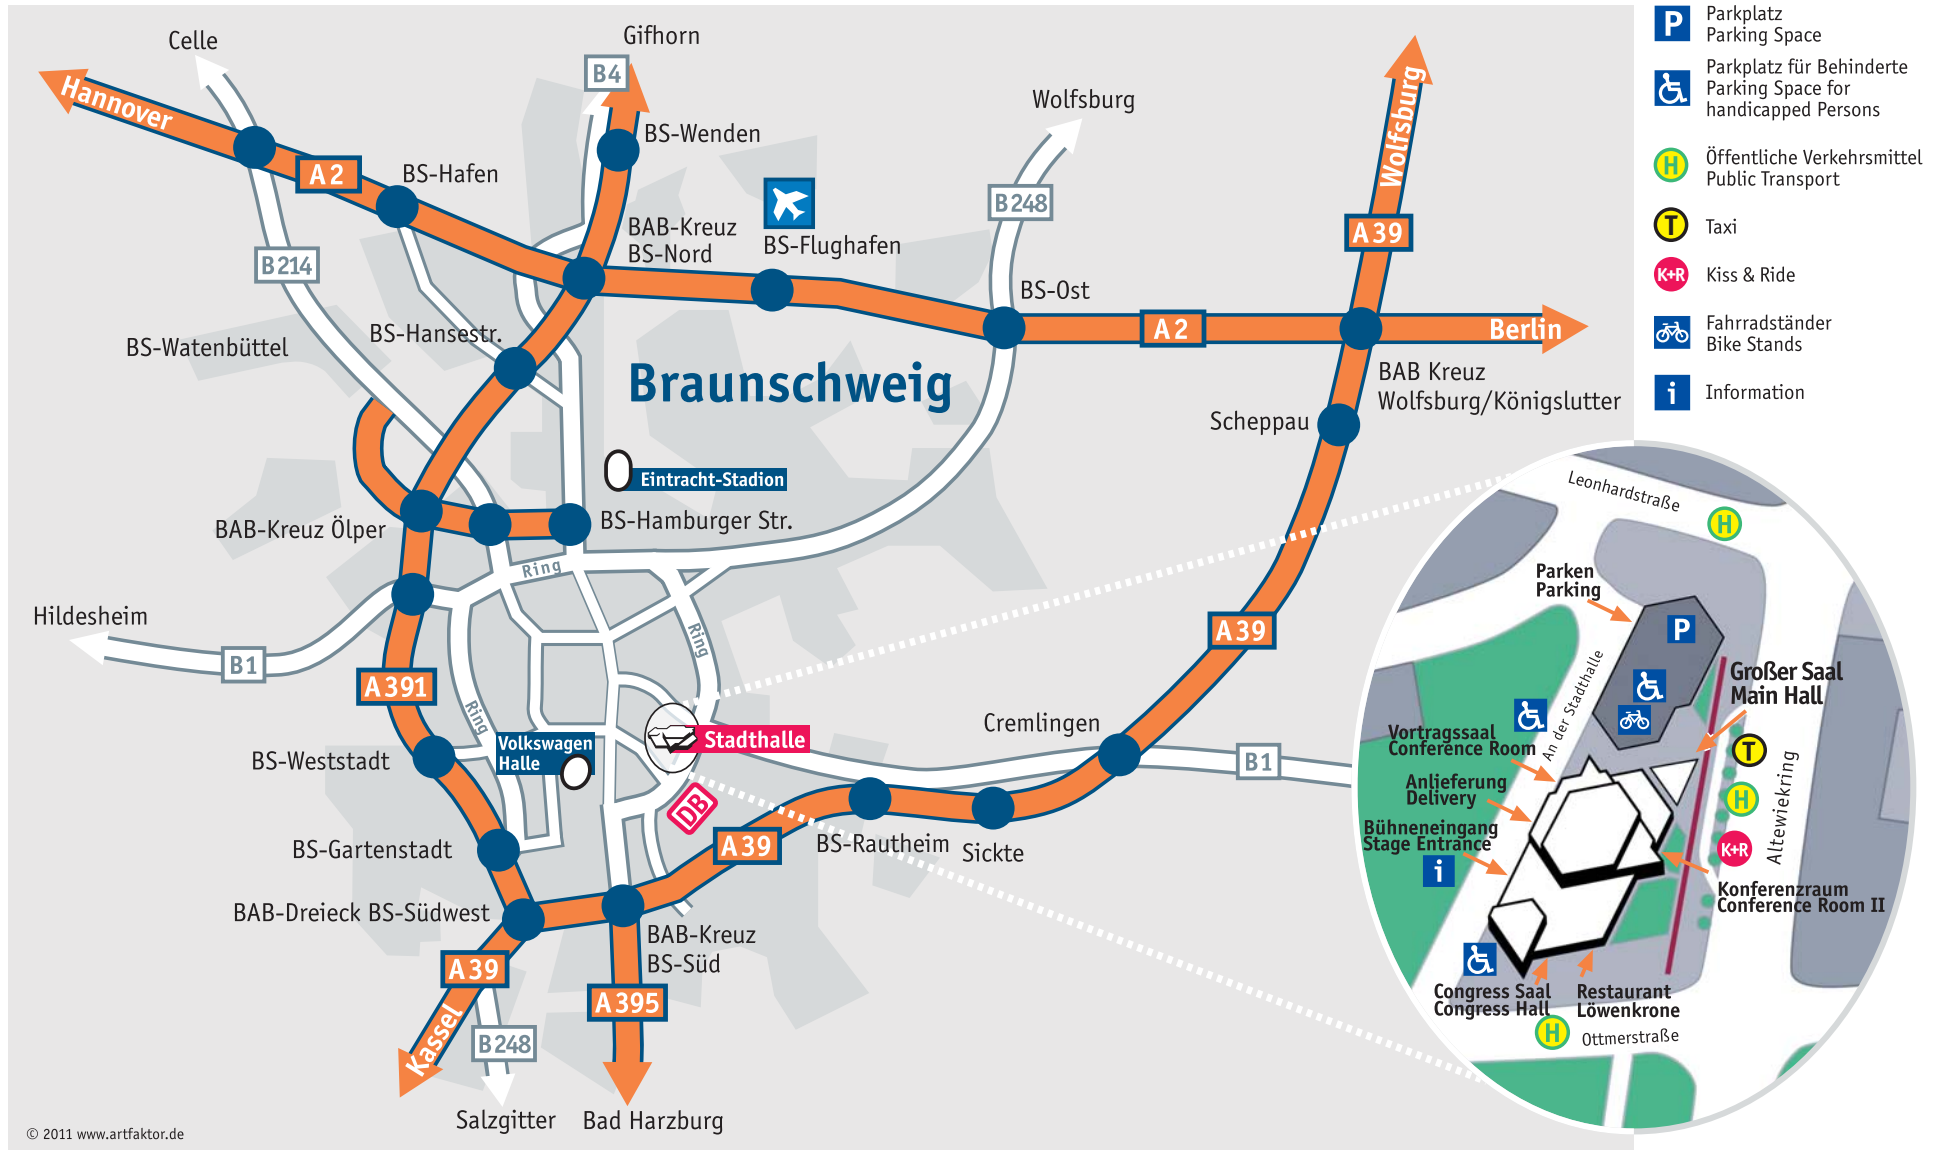 Celle
Gifhorn
B4
Hannover
Wolfsburg
Wolfsburg
BS-Wenden
A2
BS-Hafen
B248
BAB-Kreuz
BS-Nord
BS-Flughafen
A39
B214
BS-Ost
BS-Hansestr.
BS-Watenbüttel
A2
Berlin
Braunschweig
BAB Kreuz
Wolfsburg/Königslutter
Scheppau
Eintracht-Stadion
BAB-Kreuz Ölper
BS-Hamburger Str.
Ring
Hildesheim
B1
Ring
A39
A391
Ring
Cremlingen
Stadthalle
Volkswagen
Halle
BS-Weststadt
B1
DB
BS-Gartenstadt
A39
BS-Rautheim
Sickte
BAB-Dreieck BS-Südwest
BAB-Kreuz
BS-Süd
A39
A395
Kassel
B248
Salzgitter
Bad Harzburg
© 2011 www.artfaktor.de
P
Parkplatz
Parking Space
Parkplatz für Behinderte
Parking Space for
handicapped Persons
H
Öffentliche Verkehrsmittel
Public Transport
T
Taxi
K+R
Kiss & Ride
Fahrradständer
Bike Stands
i
Information
Leonhardstraße
H
Parken
Parking
P
An der Stadthalle
Großer Saal
Main Hall
Vortragssaal
Conference Room
T
Anlieferung
Delivery
H
Altewiekring
Bühneneingang
Stage Entrance
K+R
i
Konferenzraum
Conference Room II
Congress Saal
Congress Hall
Restaurant
Löwenkrone
H
Ottmerstraße